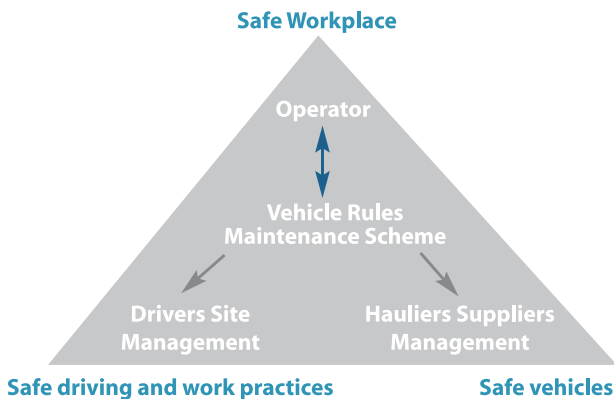 Safe Workplace
Operator
Vehicle Rules
Maintenance Scheme
Drivers Site
Management
Hauliers Suppliers
Management
Safe driving and work practices
Safe vehicles